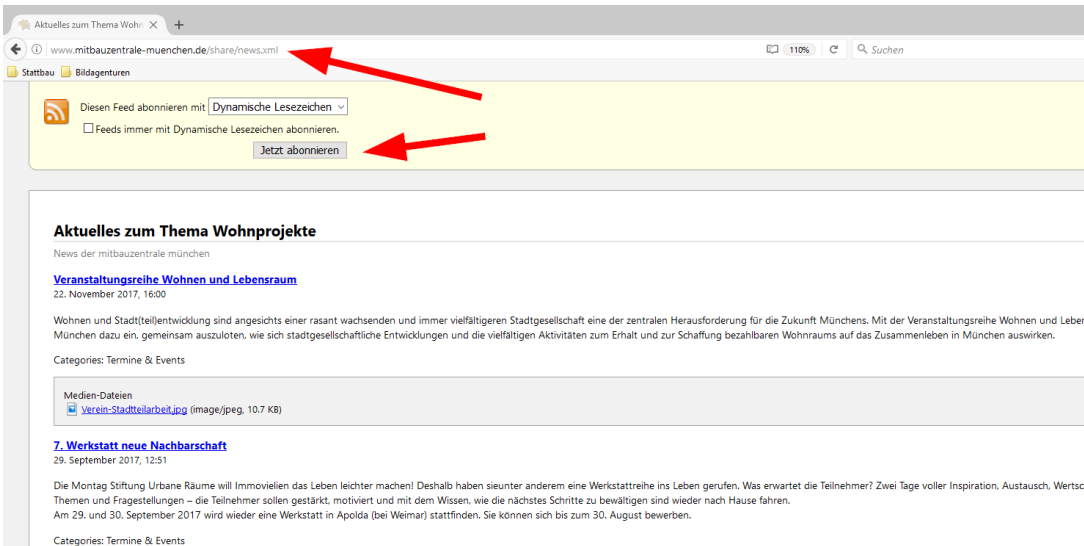 Aktuelles zum Thema Wohn
www.mitbauzentrale-muenchen.de/share/news.xml
110%
Suchen
Stattbau
Bildagenturen
Diesen Feed abonnieren mit Dynamische Lesezeichen
Feeds immer mit Dynamische Lesezeichen abonnieren.
Jetzt abonnieren
Aktuelles zum Thema Wohnprojekte
News der mitbauzentrale münchen
Veranstaltungsreihe Wohnen und Lebensraum
22. November 2017, 16:00
Wohnen und Stadt(teil)entwicklung sind angesichts einer rasant wachsenden und immer vielfältigeren Stadtgesellschaft eine der zentralen Herausforderung für die Zukunft Münchens. Mit der Veranstaltungsreihe Wohnen und Leben
München dazu ein, gemeinsam auszuloten, wie sich stadtgesellschaftliche Entwicklungen und die vielfältigen Aktivitäten zum Erhalt und zur Schaffung bezahlbaren Wohnraums auf das Zusammenleben in München auswirken.
Categories: Termine & Events
Medien-Dateien
Verein-Stadtteilarbeit.jpg (image/jpeg, 10.7 KB)
7. Werkstatt neue Nachbarschaft
29. September 2017, 12:51
Die Montag Stiftung Urbane Räume will Immovielien das Leben leichter machen! Deshalb haben sieunter anderem eine Werkstattreihe ins Leben gerufen. Was erwartet die Teilnehmer? Zwei Tage voller Inspiration, Austausch, Wertsc
Themen und Fragestellungen – die Teilnehmer sollen gestärkt, motiviert und mit dem Wissen, wie die nächstes Schritte zu bewältigen sind wieder nach Hause fahren.
Am 29. und 30. September 2017 wird wieder eine Werkstatt in Apolda (bei Weimar) stattfinden. Sie können sich bis zum 30. August bewerben.
Categories: Termine & Events